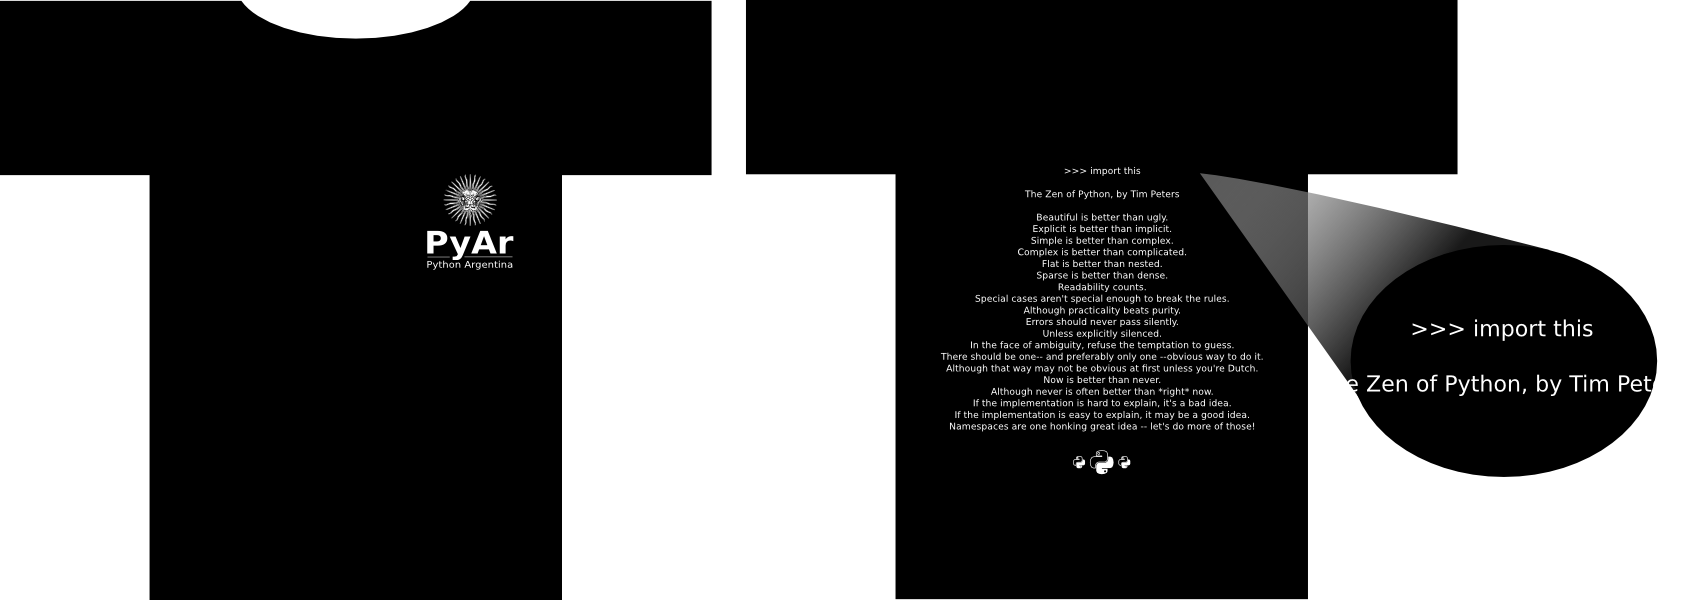 PyAr
Python Argentina
>>> import this
The Zen of Python, by Tim Peters
Beautiful is better than ugly.
Explicit is better than implicit.
Simple is better than complex.
Complex is better than complicated.
Flat is better than nested.
Sparse is better than dense.
Readability counts.
Special cases aren't special enough to break the rules.
Although practicality beats purity.
Errors should never pass silently.
Unless explicitly silenced.
In the face of ambiguity, refuse the temptation to guess.
There should be one-- and preferably only one --obvious way to do it.
Although that way may not be obvious at first unless you're Dutch.
Now is better than never.
Although never is often better than *right* now.
If the implementation is hard to explain, it's a bad idea.
If the implementation is easy to explain, it may be a good idea.
Namespaces are one honking great idea -- let's do more of those!
>>> import this
e Zen of Python, by Tim Pete